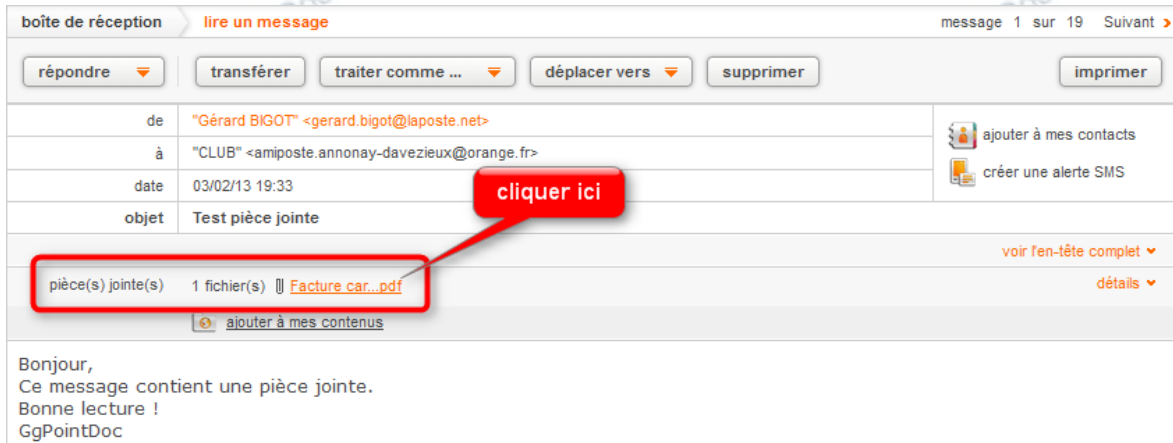 boîte de réception lire un message message 1 sur 19 Suivant
répondre transférer traiter comme ... déplacer vers supprimer imprimer
de "Gérard BIGOT" <gerard.bigot@laposte.net>
ajouter à mes contacts
à "CLUB" <amiposte.annonay-davezieux@orange.fr>
créer une alerte SMS
date 03/02/13 19:33
cliquer ici
objet Test pièce jointe
voir l'en-tête complet
pièce(s) jointe(s) 1 fichier(s) Facture car...pdf détails
ajouter à mes contenus
Bonjour,
Ce message contient une pièce jointe.
Bonne lecture !
GgPointDoc